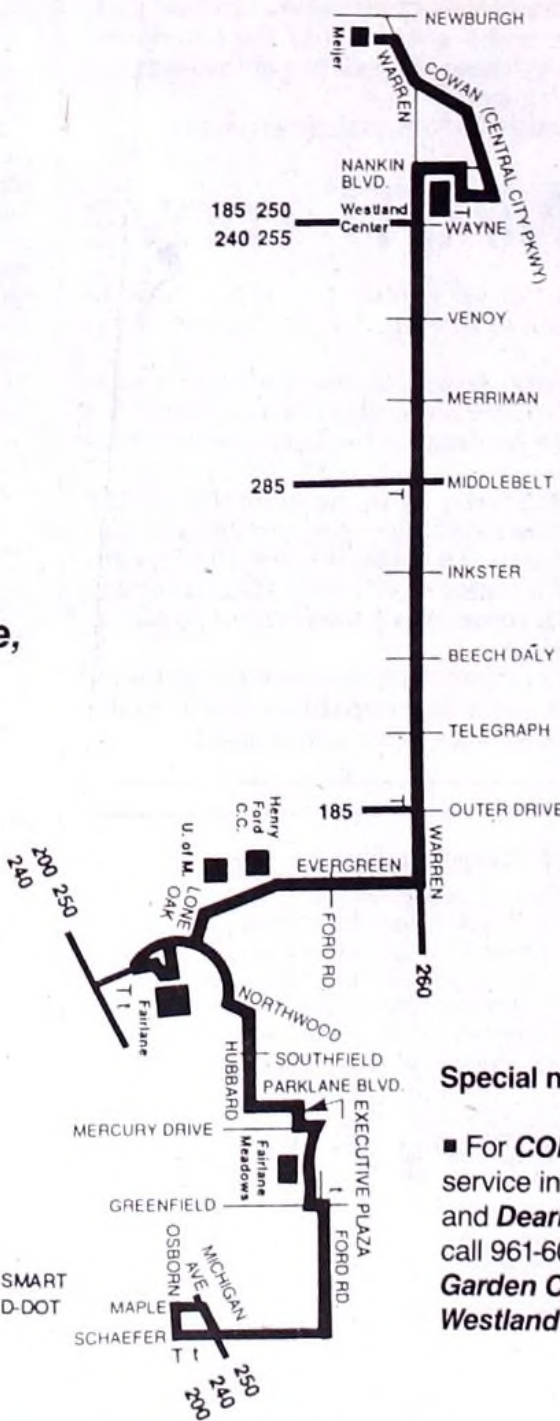 NEWBURGH
Meijer
WARREN
COWAN (CENTRAL CITY PKWY)
NANKIN
BLVD.
185 250
240 255
Westland
Center
T
WAYNE
VENOY
MERRIMAN
285
T
MIDDLEBELT
INKSTER
BEECH DALY
e,
TELEGRAPH
185
T
OUTER DRIVE
WARREN
Henry
Ford
C.C.
U. of M.
EVERGREEN
LONE
OAK
FORD RD.
260
200 250
240
T t
Fairlane
NORTHWOOD
SOUTHFIELD
HUBBARD
PARKLANE BLVD.
MERCURY DRIVE
EXECUTIVE PLAZA
Fairlane
Meadows
t
GREENFIELD
FORD RD.
OSBORN
MICHIGAN
AVE
MAPLE
SCHAEFER
T t
250
240
200
SMART
D-DOT
Special n
■ For CO
service in
and Dear
call 961-6
Garden C
Westland